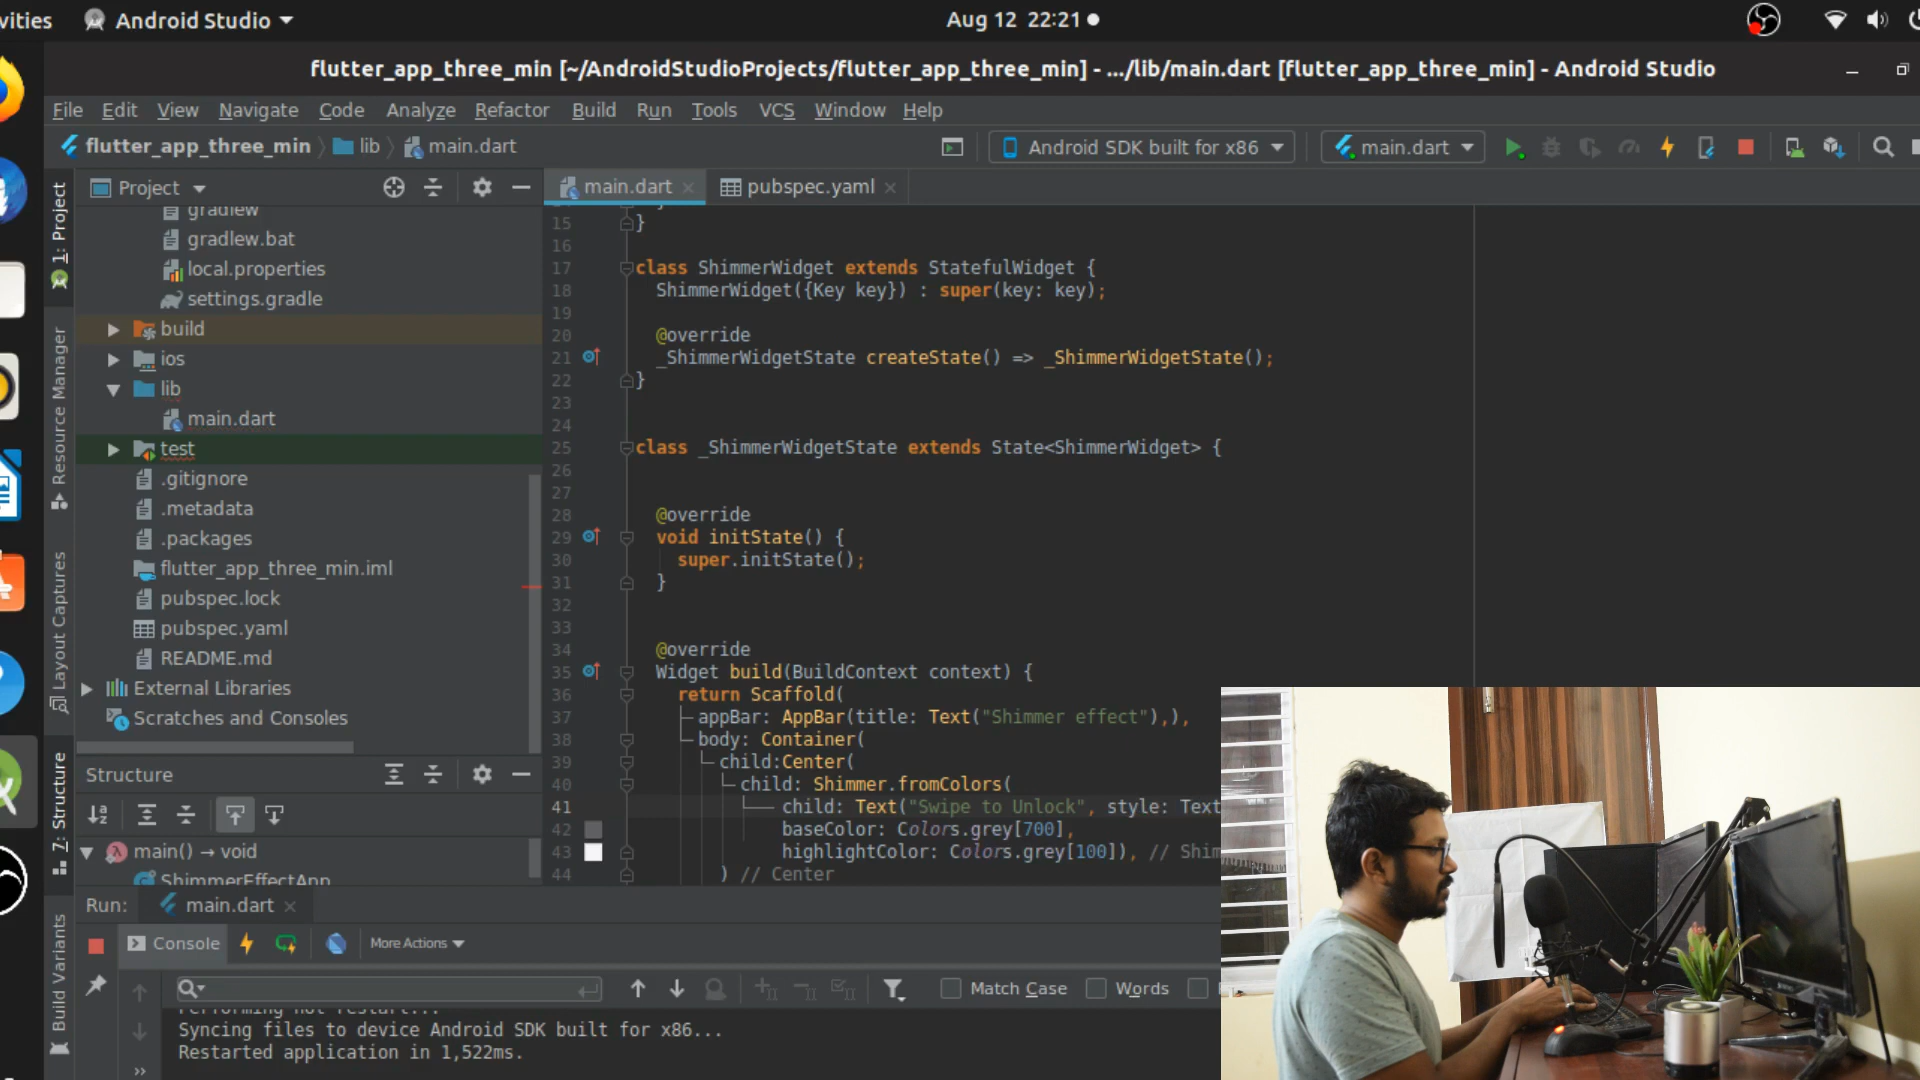 vities Android Studio Aug 12 22:21
flutter_app_three_min [~/AndroidStudioProjects/flutter_app_three_min] - .../lib/main.dart [flutter_app_three_min] - Android Studio
File Edit View Navigate Code Analyze Refactor Build Run Tools VCS Window Help
flutter_app_three_min lib main.dart Android SDK built for x86 main.dart
Project main.dart pubspec.yaml
1: Project
Resource Manager
Layout Captures
7: Structure
Build Variants
gradlew
gradlew.bat
local.properties
settings.gradle
build
ios
lib
main.dart
test
.gitignore
.metadata
.packages
flutter_app_three_min.iml
pubspec.lock
pubspec.yaml
README.md
External Libraries
Scratches and Consoles
Structure
main() → void
ShimmerEffectApp
15 }
16
17 class ShimmerWidget extends StatefulWidget {
18 ShimmerWidget({Key key}) : super(key: key);
19
20 @override
21 _ShimmerWidgetState createState() => _ShimmerWidgetState();
22 }
23
24
25 class _ShimmerWidgetState extends State<ShimmerWidget> {
26
27
28 @override
29 void initState() {
30 super.initState();
31 }
32
33
34 @override
35 Widget build(BuildContext context) {
36 return Scaffold(
37 appBar: AppBar(title: Text("Shimmer effect"),),
38 body: Container(
39 child:Center(
40 child: Shimmer.fromColors(
41 child: Text("Swipe to Unlock", style: Text
42 baseColor: Colors.grey[700],
43 highlightColor: Colors.grey[100]), // Shim
44 ) // Center
Run: main.dart
Console More Actions
Match Case Words
Performing hot restart...
Syncing files to device Android SDK built for x86...
Restarted application in 1,522ms.